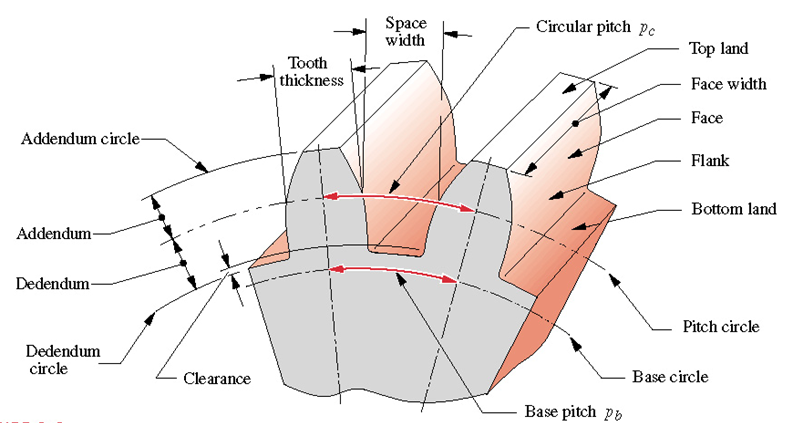 Space
width
Circular pitch pc
Top land
Tooth
thickness
Face width
Addendum circle
Face
Flank
Bottom land
Addendum
Dedendum
Pitch circle
Dedendum
circle
Clearance
Base circle
Base pitch pb